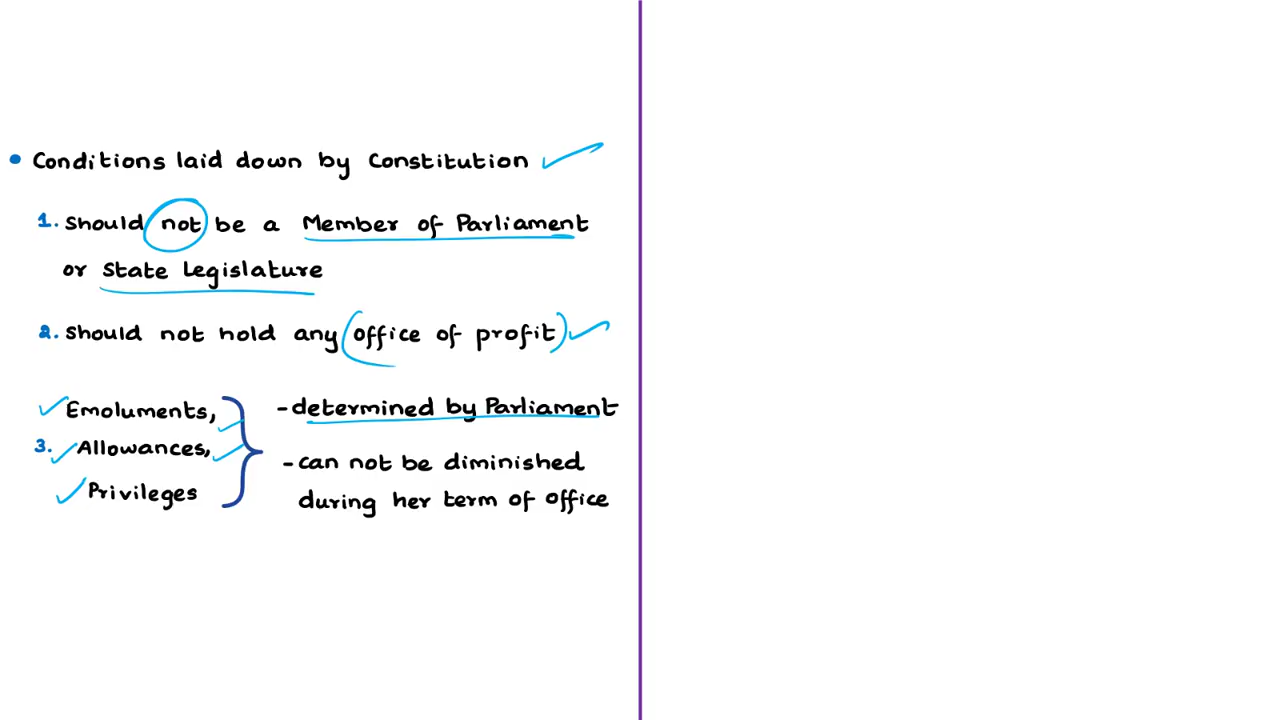 • Conditions laid down by Constitution
1. Should not be a Member of Parliament
or State Legislature
2. Should not hold any office of profit
Emoluments,
3. Allowances,
Privileges
- determined by Parliament
- can not be diminished
during her term of office